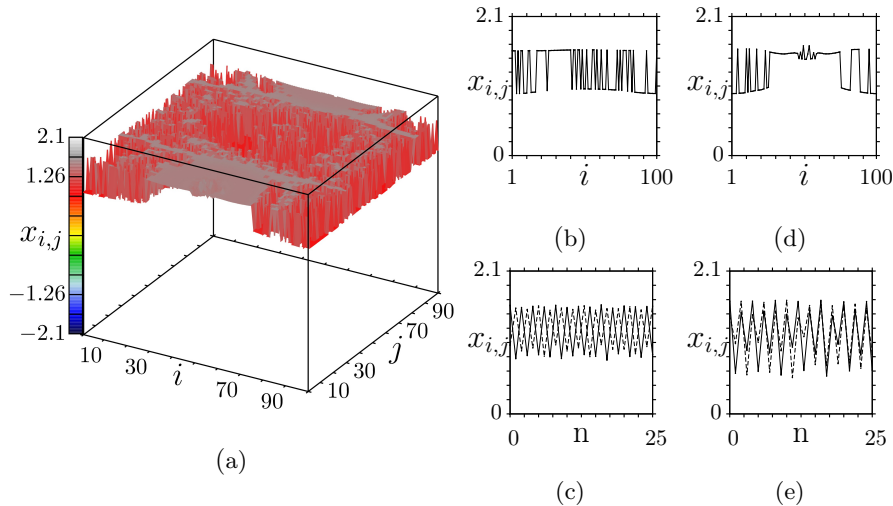 2.1
1.26
x_{i,j}
−1.26
−2.1
10
30
i
70
90
10
30
j
70
90
(a)
2.1
x_{i,j}
0
1
i
100
(b)
2.1
x_{i,j}
0
1
i
100
(d)
2.1
x_{i,j}
0
0
n
25
(c)
2.1
x_{i,j}
0
0
n
25
(e)